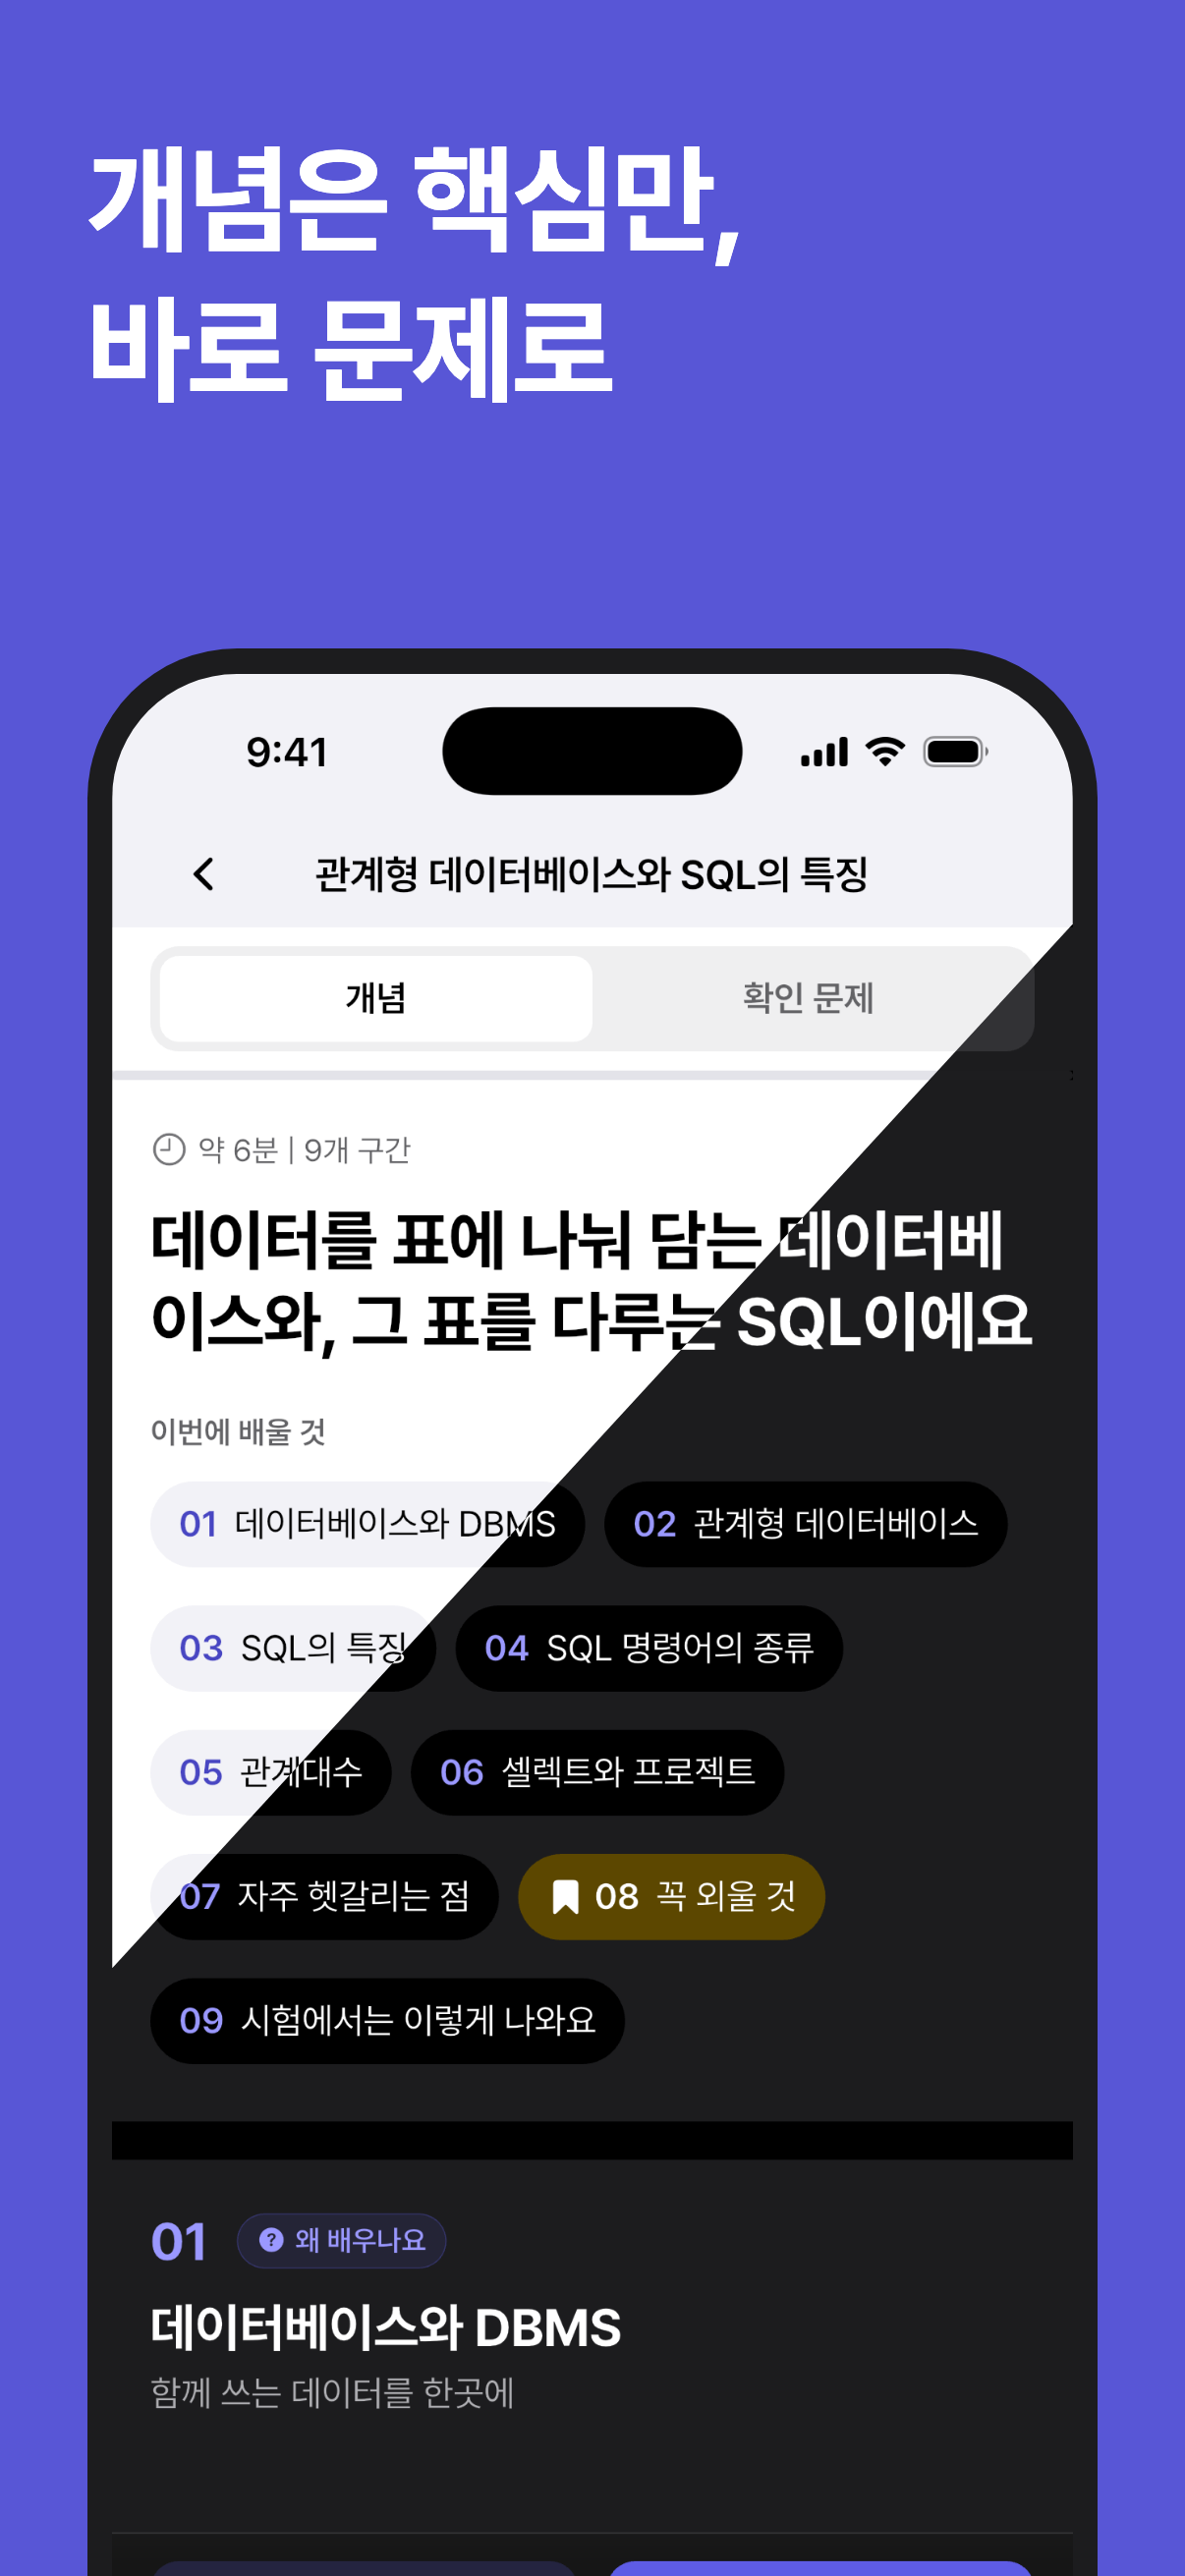 개념은 핵심만,
바로 문제로
9:41
관계형 데이터베이스와 SQL의 특징
개념
확인 문제
약 6분 | 9개 구간
데이터를 표에 나눠 담는 데이터베
이스와, 그 표를 다루는 SQL이에요
이번에 배울 것
01 데이터베이스와 DBMS
02 관계형 데이터베이스
03 SQL의 특징
04 SQL 명령어의 종류
05 관계대수
06 셀렉트와 프로젝트
07 자주 헷갈리는 점
08 꼭 외울 것
09 시험에서는 이렇게 나와요
01
? 왜 배우나요
데이터베이스와 DBMS
함께 쓰는 데이터를 한곳에